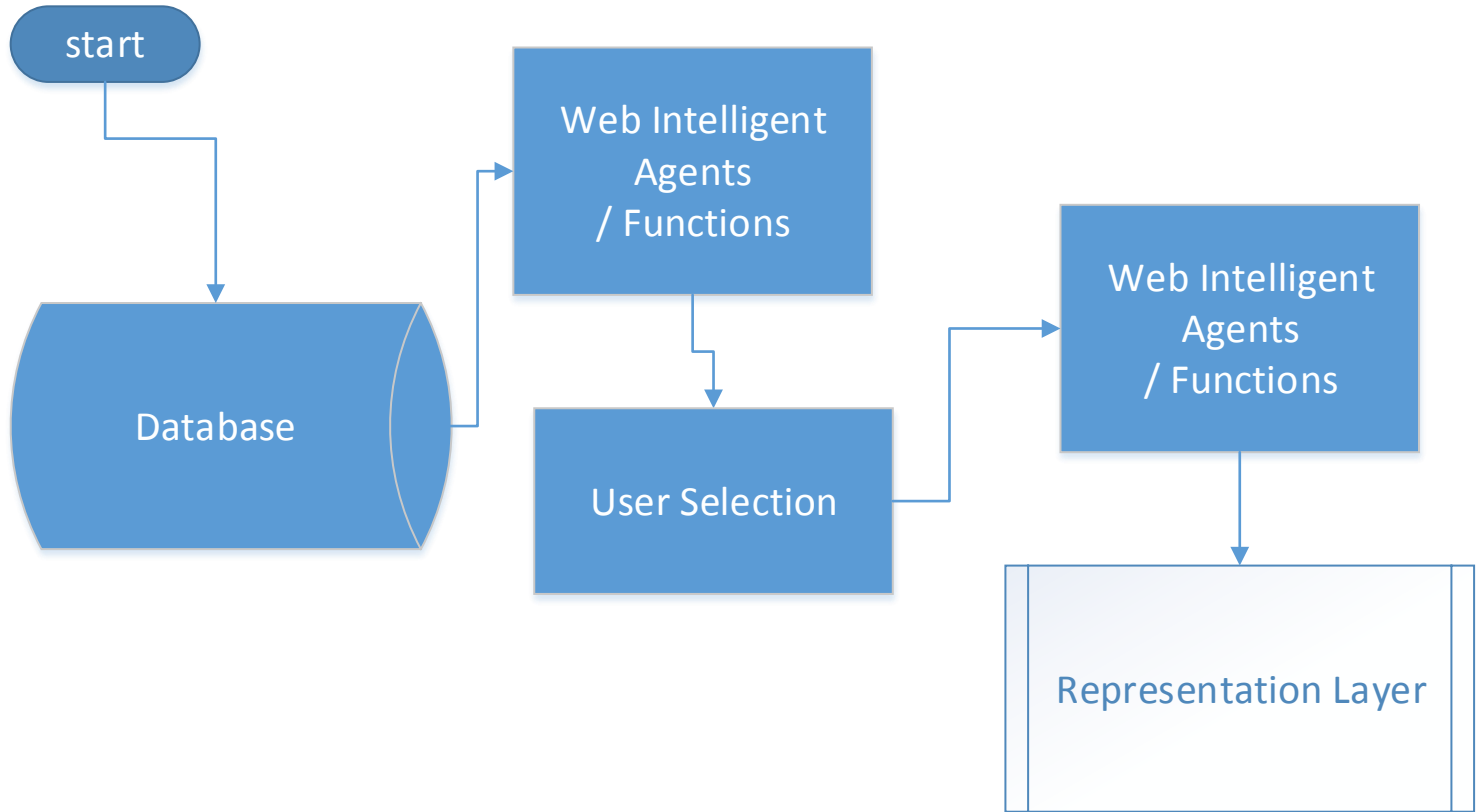 start
Web Intelligent
Agents
/ Functions
Web Intelligent
Agents
/ Functions
Database
User Selection
Representation Layer